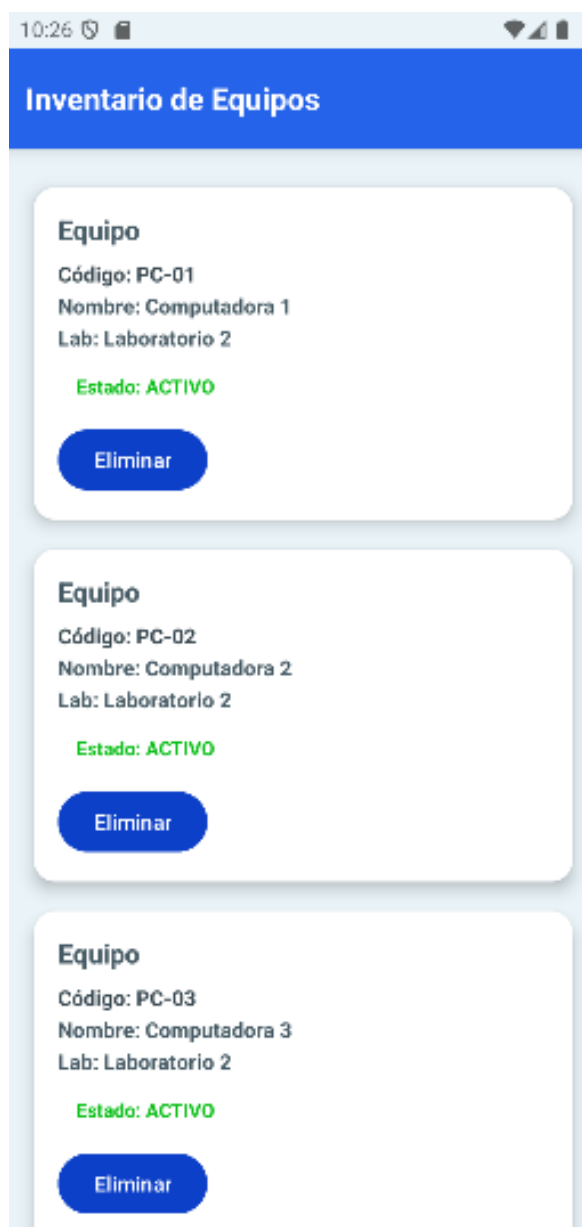 10:26
Inventario de Equipos
Equipo
Código: PC-01
Nombre: Computadora 1
Lab: Laboratorio 2
Estado: ACTIVO
Eliminar
Equipo
Código: PC-02
Nombre: Computadora 2
Lab: Laboratorio 2
Estado: ACTIVO
Eliminar
Equipo
Código: PC-03
Nombre: Computadora 3
Lab: Laboratorio 2
Estado: ACTIVO
Eliminar